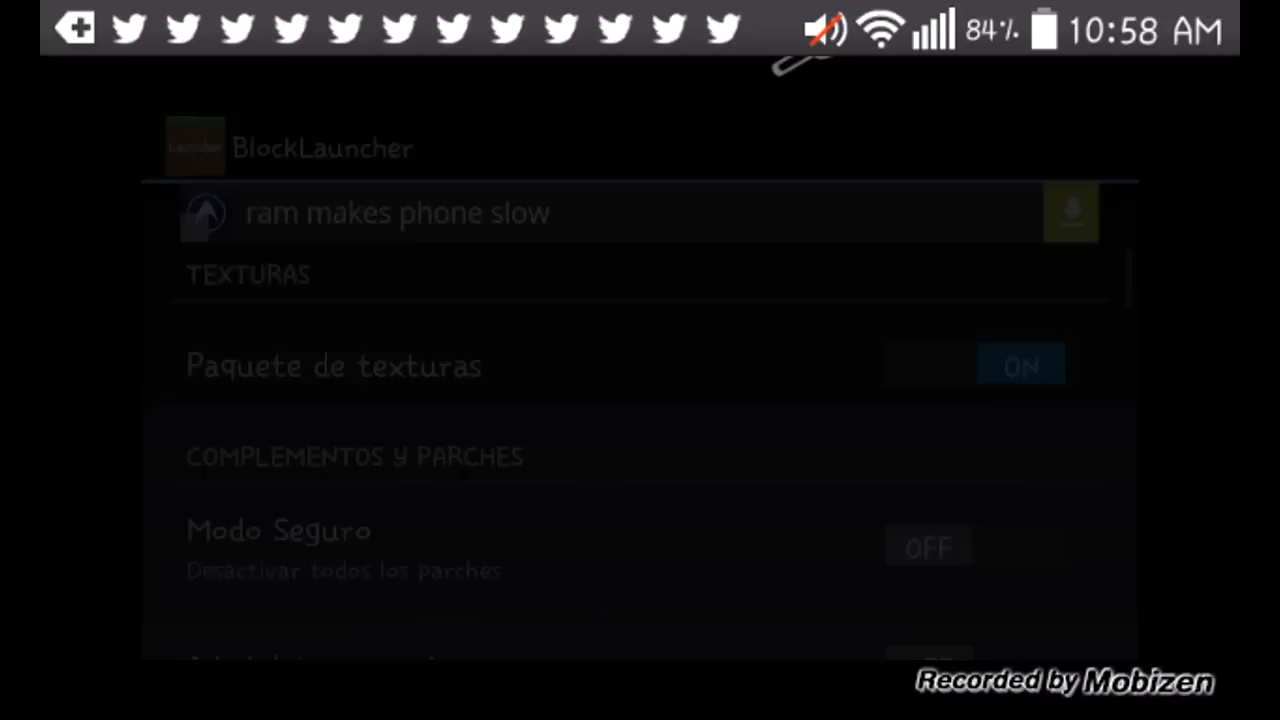 84% 10:58 AM
Launcher BlockLauncher
ram makes phone slow
TEXTURAS
Paquete de texturas ON
COMPLEMENTOS Y PARCHES
Modo Seguro
OFF
Desactivar todos los parches
Recorded by Mobizen